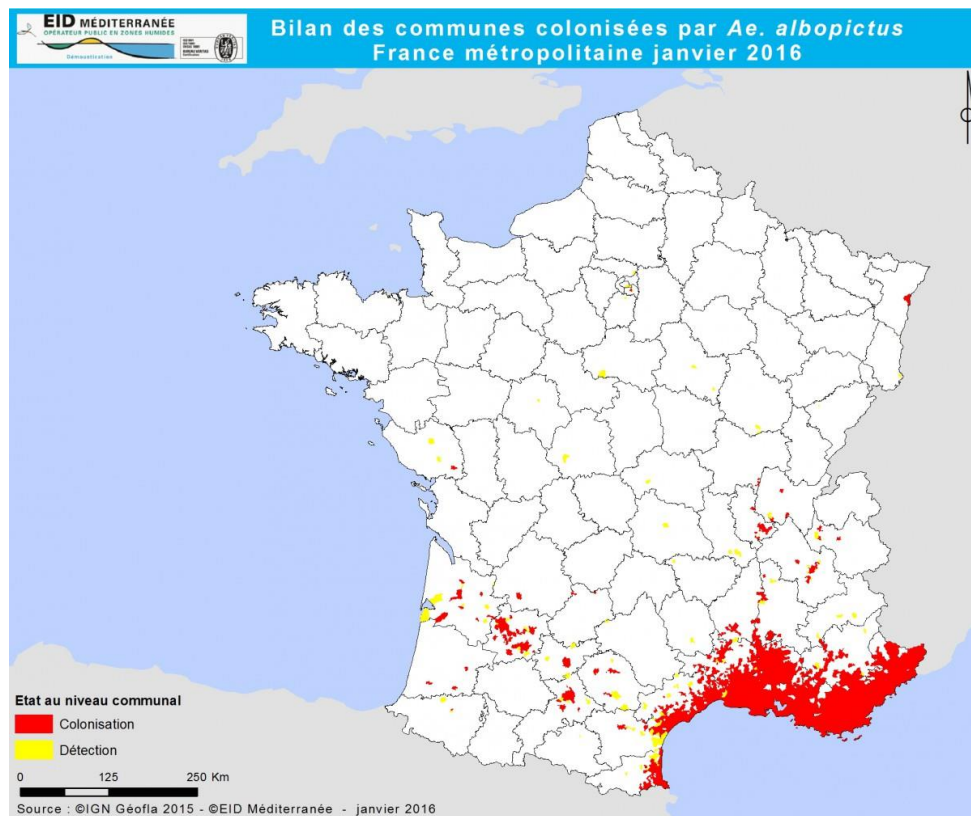 EID MÉDITERRANÉE
OPÉRATEUR PUBLIC EN ZONES HUMIDES
Démoustication
Bilan des communes colonisées par Ae. albopictus
France métropolitaine janvier 2016
N
Etat au niveau communal
Colonisation
Détection
0 125 250 Km
Source : ©IGN Géofla 2015 - ©EID Méditerranée - janvier 2016